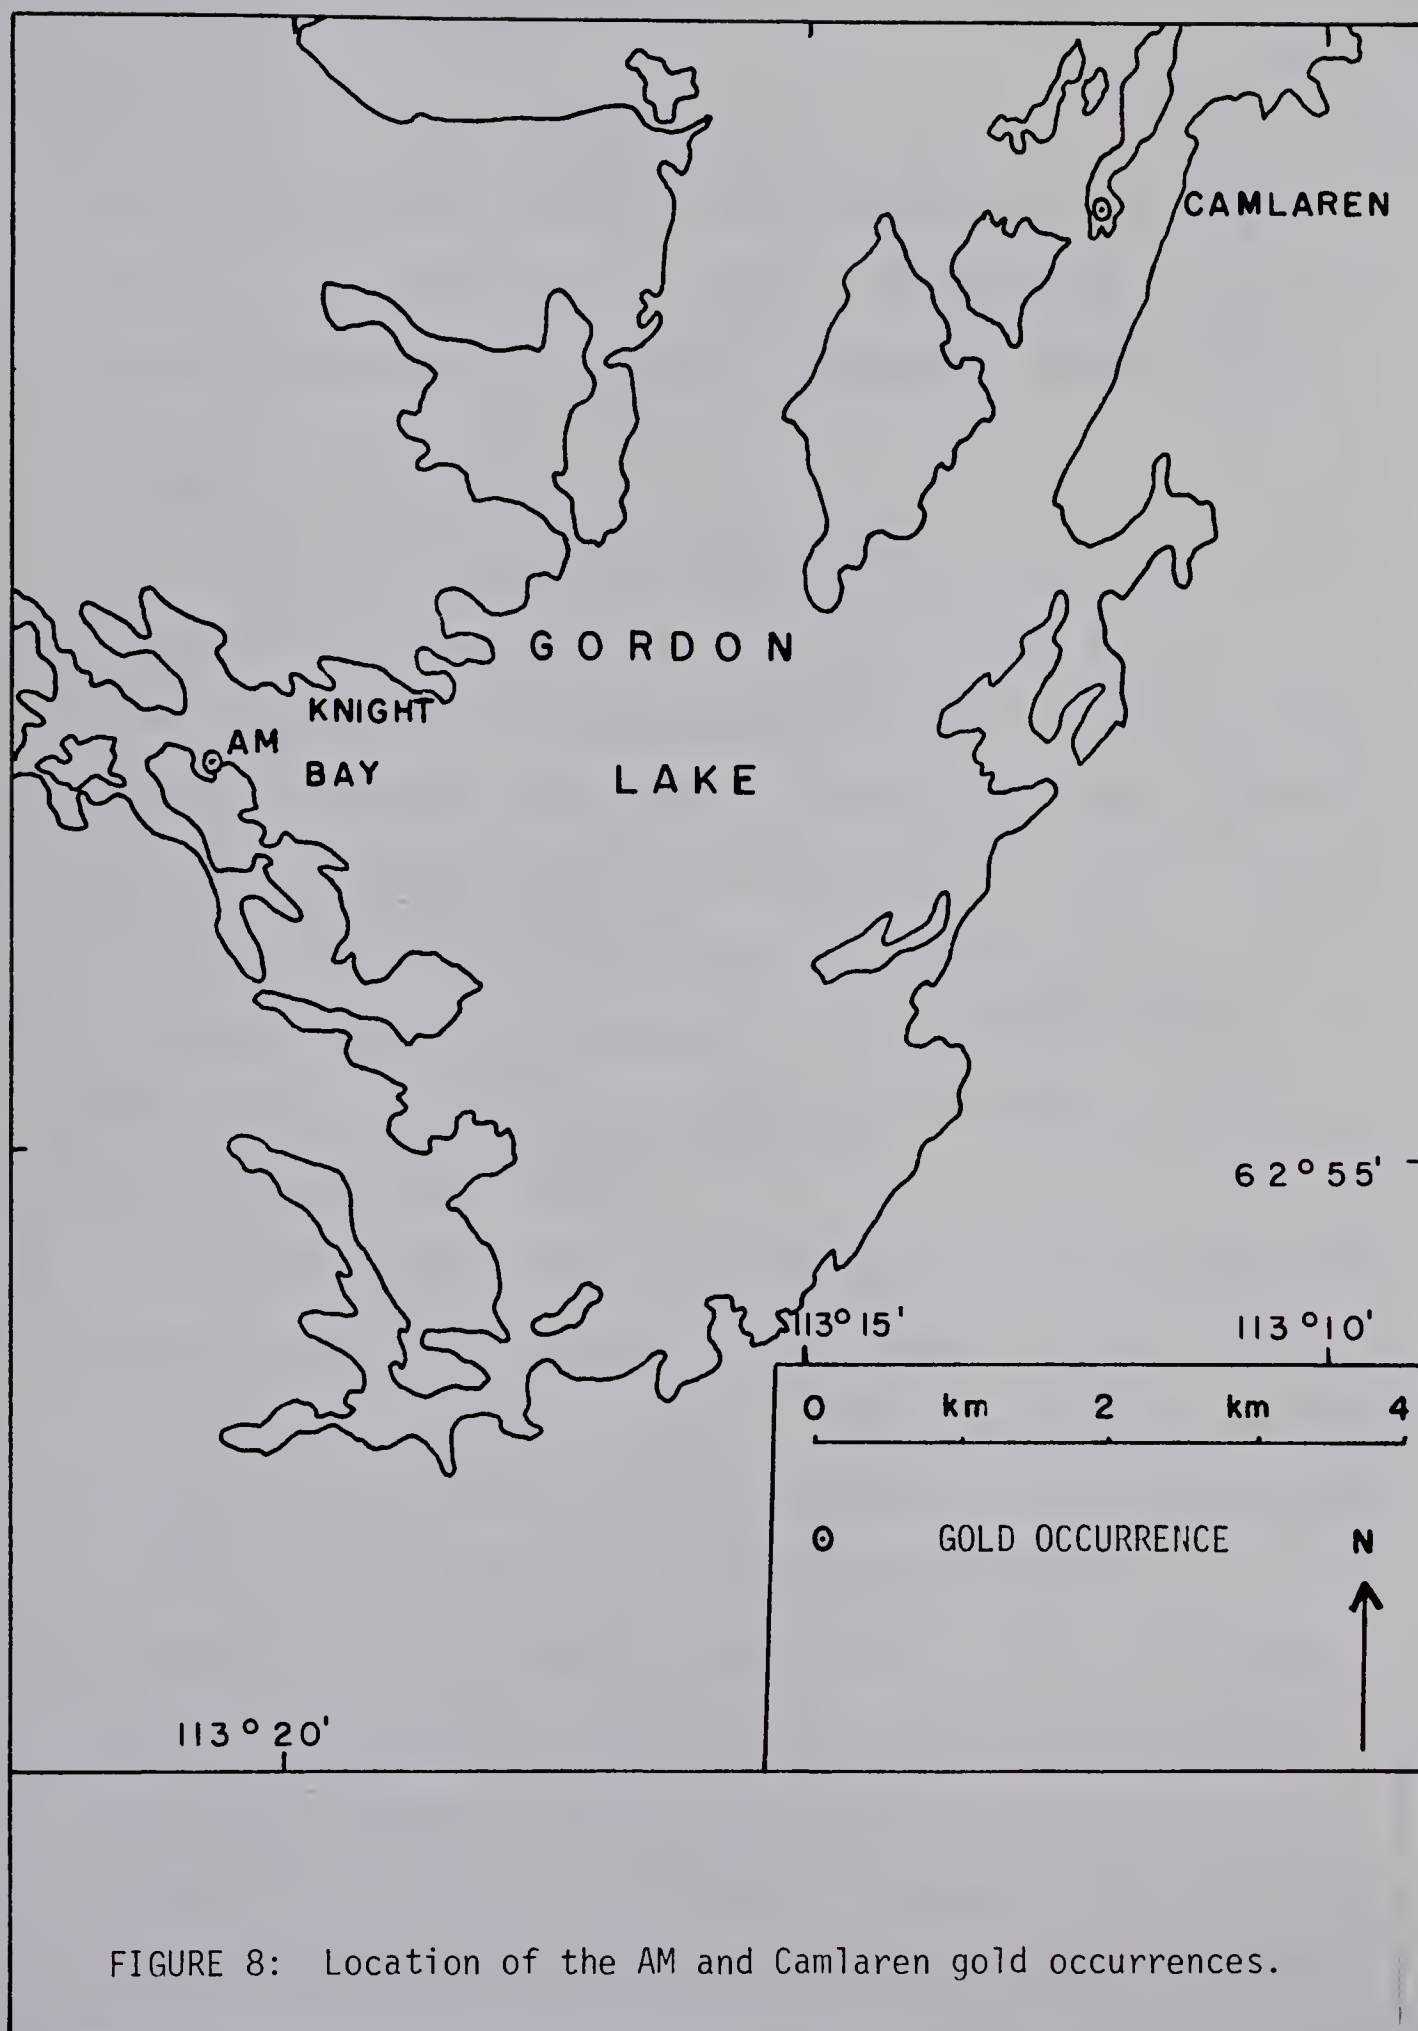 CAMLAREN
GORDON
KNIGHT
AM
BAY
LAKE
62°55'
113°15'
113°10'
0 km 2 km 4
GOLD OCCURRENCE N
113°20'
FIGURE 8: Location of the AM and Camlaren gold occurrences.